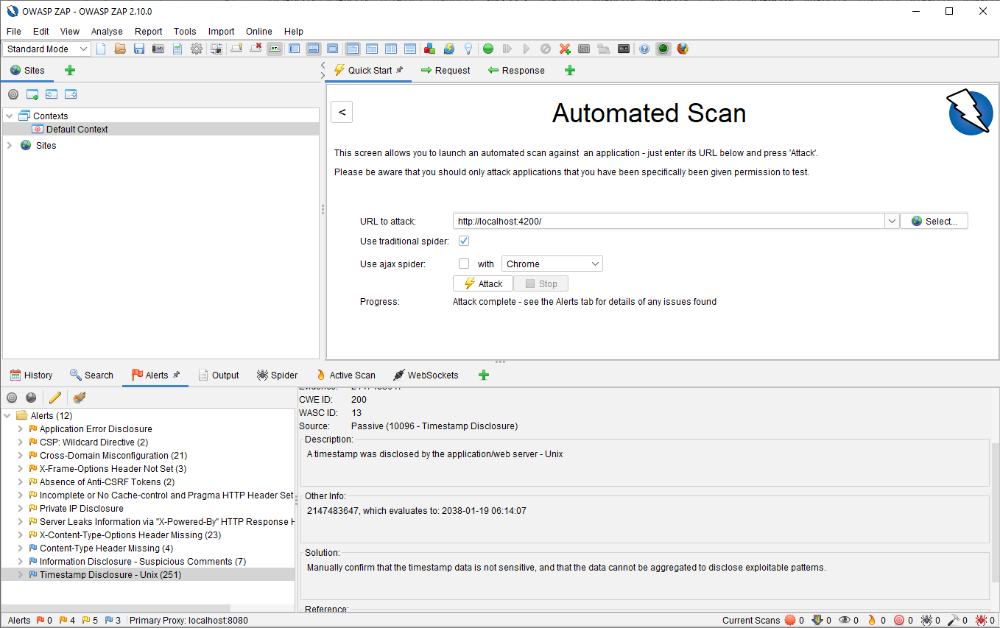 OWASP ZAP - OWASP ZAP 2.10.0
File Edit View Analyse Report Tools Import Online Help
Standard Mode
Sites
Quick Start Request Response
Contexts
Default Context
Sites
<
Automated Scan
This screen allows you to launch an automated scan against  an application - just enter its URL below and press 'Attack'.
Please be aware that you should only attack applications that you have been specifically been given permission to test.
URL to attack: http://localhost:4200/ Select...
Use traditional spider:
Use ajax spider: with Chrome
Attack Stop
Progress: Attack complete - see the Alerts tab for details of any issues found
History Search Alerts Output Spider Active Scan WebSockets
Alerts (12)
Application Error Disclosure
CSP: Wildcard Directive (2)
Cross-Domain Misconfiguration (21)
X-Frame-Options Header Not Set (3)
Absence of Anti-CSRF Tokens (2)
Incomplete or No Cache-control and Pragma HTTP Header Set
Private IP Disclosure
Server Leaks Information via "X-Powered-By" HTTP Response H
X-Content-Type-Options Header Missing (23)
Content-Type Header Missing (4)
Information Disclosure - Suspicious Comments (7)
Timestamp Disclosure - Unix (251)
Evidence: 2147483647
CWE ID: 200
WASC ID: 13
Source: Passive (10096 - Timestamp Disclosure)
Description:
A timestamp was disclosed by the application/web server - Unix
Other Info:
2147483647, which evaluates to: 2038-01-19 06:14:07
Solution:
Manually confirm that the timestamp data is not sensitive, and that the data cannot be aggregated to disclose exploitable patterns.
Reference:
Alerts 0 4 5 3 Primary Proxy: localhost:8080
Current Scans 0 0 0 0 0 0 0 0